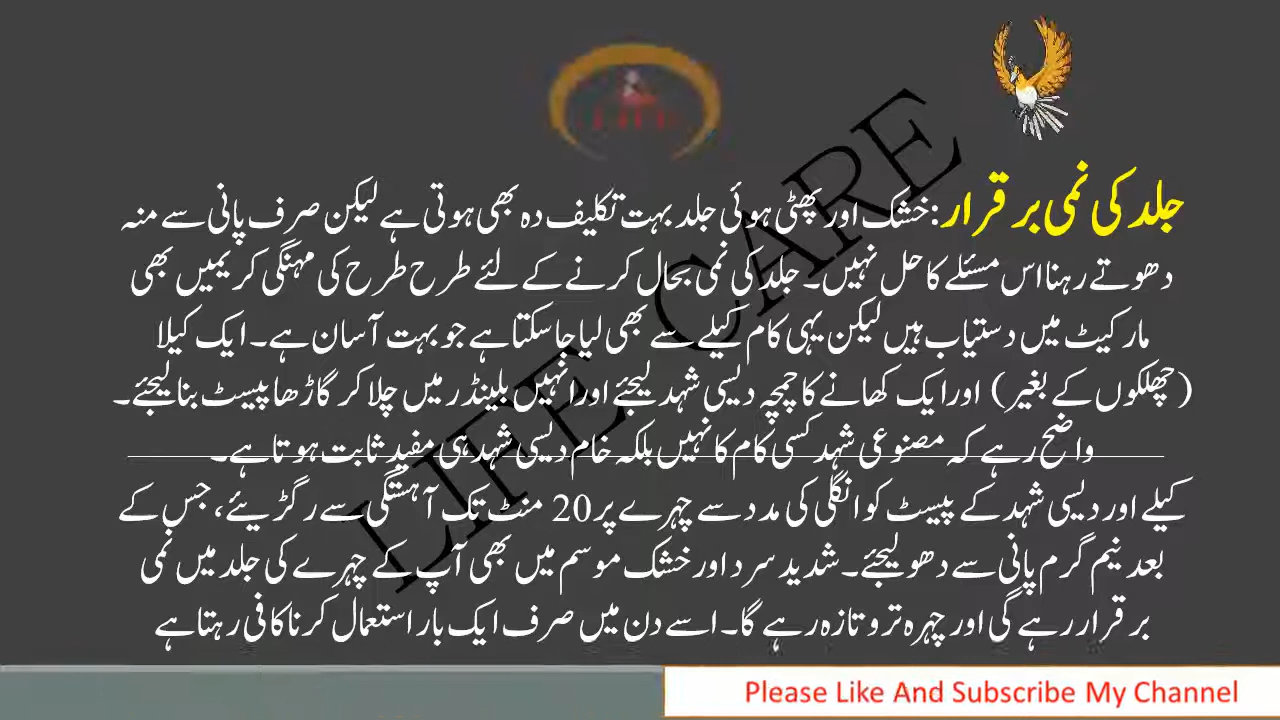 جلد کی نمی برقرار: خشک اور پھٹی ہوئی جلد بہت تکلیف دہ بھی ہوتی ہے لیکن صرف پانی سے منہ
دھوتے رہنا اس مسئلے کا حل نہیں۔ جلد کی نمی بحال کرنے کے لئے طرح طرح کی مہنگی کریمیں بھی
مارکیٹ میں دستیاب ہیں لیکن یہی کام کیلے سے بھی لیا جاسکتا ہے جو بہت آسان ہے۔ ایک کیلا
(چھلکوں کے بغیر) اور ایک کھانے کا چمچہ دیسی شہد لیجئے اور انہیں بلینڈر میں چلا کر گاڑھا پیسٹ بنا لیجئے۔
واضح رہے کہ مصنوعی شہد کسی کام کا نہیں بلکہ خام دیسی شہد ہی مفید ثابت ہوتا ہے۔
کیلے اور دیسی شہد کے پیسٹ کو انگلی کی مدد سے چہرے پر 20 منٹ تک آہستگی سے رگڑیئے، جس کے
بعد نیم گرم پانی سے دھو لیجئے۔ شدید سرد اور خشک موسم میں بھی آپ کے چہرے کی جلد میں نمی
برقرار رہے گی اور چہرہ تر و تازہ رہے گا۔ اسے دن میں صرف ایک بار استعمال کرنا کافی رہتا ہے
LIFE CARE
Please Like And Subscribe My Channel